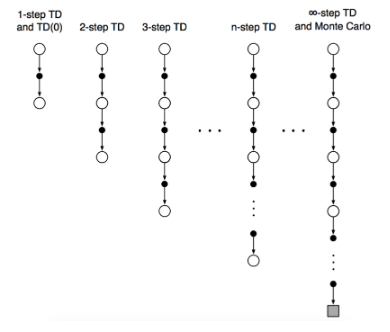 1-step TD
and TD(0)
2-step TD
3-step TD
n-step TD
∞-step TD
and Monte Carlo